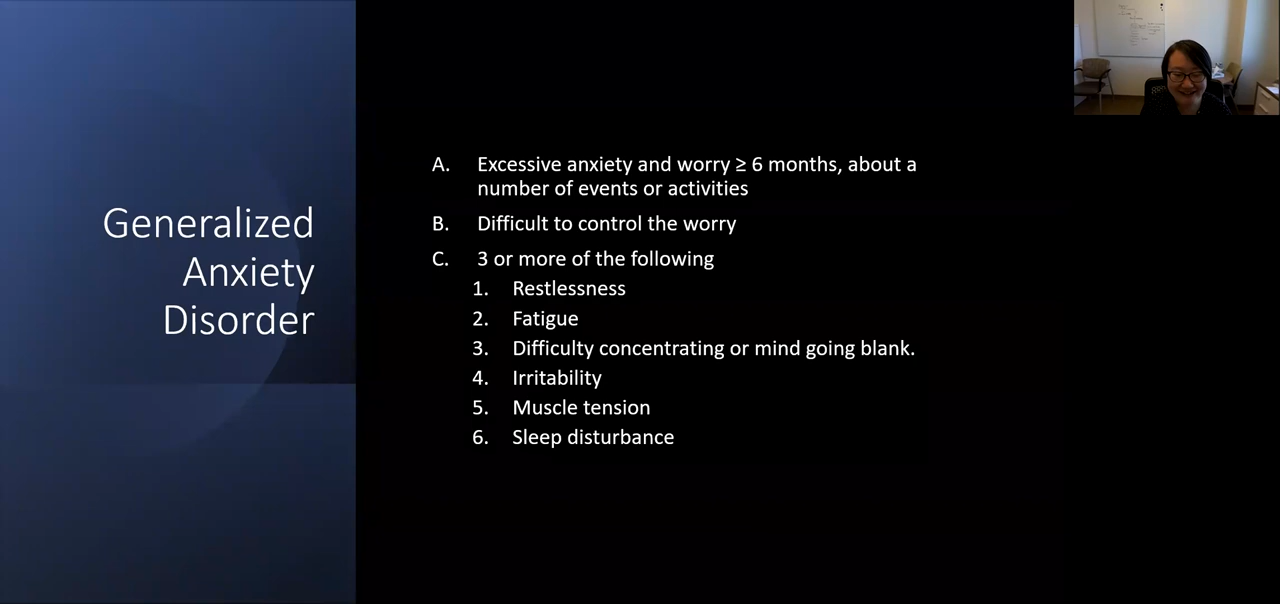 Generalized
Anxiety
Disorder
A. Excessive anxiety and worry ≥ 6 months, about a
number of events or activities
B. Difficult to control the worry
C. 3 or more of the following
1. Restlessness
2. Fatigue
3. Difficulty concentrating or mind going blank.
4. Irritability
5. Muscle tension
6. Sleep disturbance